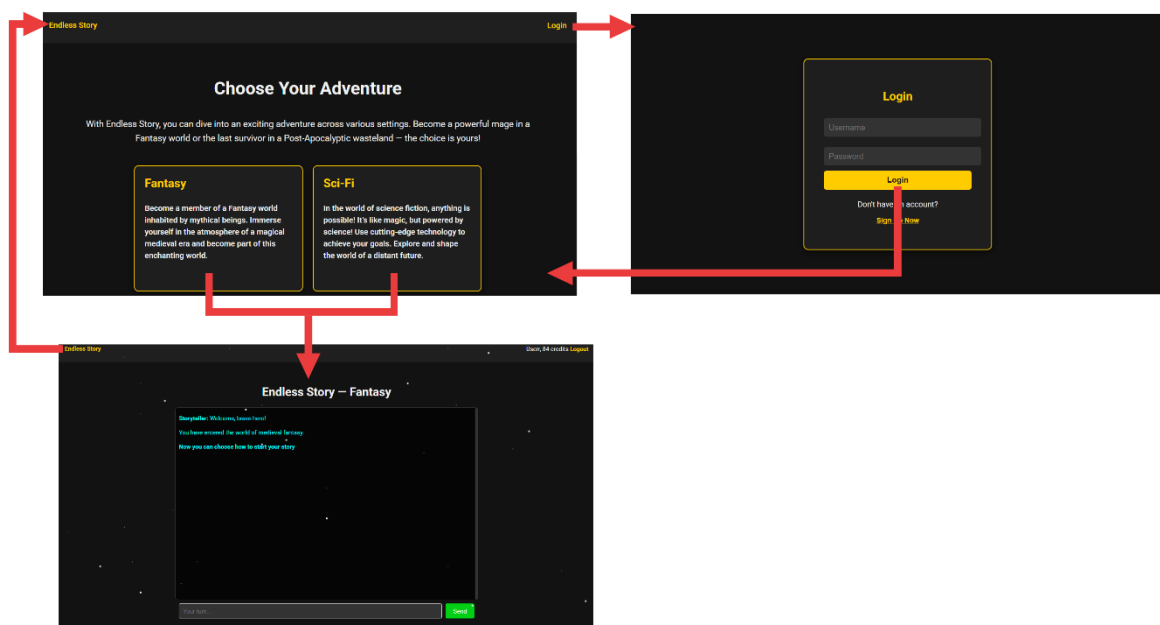 Endless Story
Login
Choose Your Adventure
With Endless Story, you can dive into an exciting adventure across various settings. Become a powerful mage in a
Fantasy world or the last survivor in a Post-Apocalyptic wasteland — the choice is yours!
Fantasy
Become a member of a Fantasy world
inhabited by mythical beings. Immerse
yourself in the atmosphere of a magical
medieval era and become part of this
enchanting world.
Sci-Fi
In the world of science fiction, anything is
possible! It's like magic, but powered by
science! Use cutting-edge technology to
achieve your goals. Explore and shape
the world of a distant future.
Login
Username
Password
Login
Don't have an account?
Sign Up Now
Endless Story
User, 84 credits Logout
Endless Story — Fantasy
Storyteller: Welcome, brave hero!
You have entered the world of medieval fantasy.
Now you can choose how to start your story
Your turn...
Send